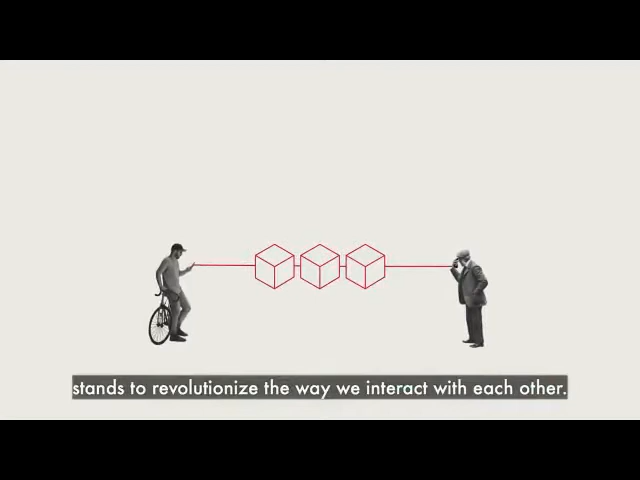 stands to revolutionize the way we interact with each other.